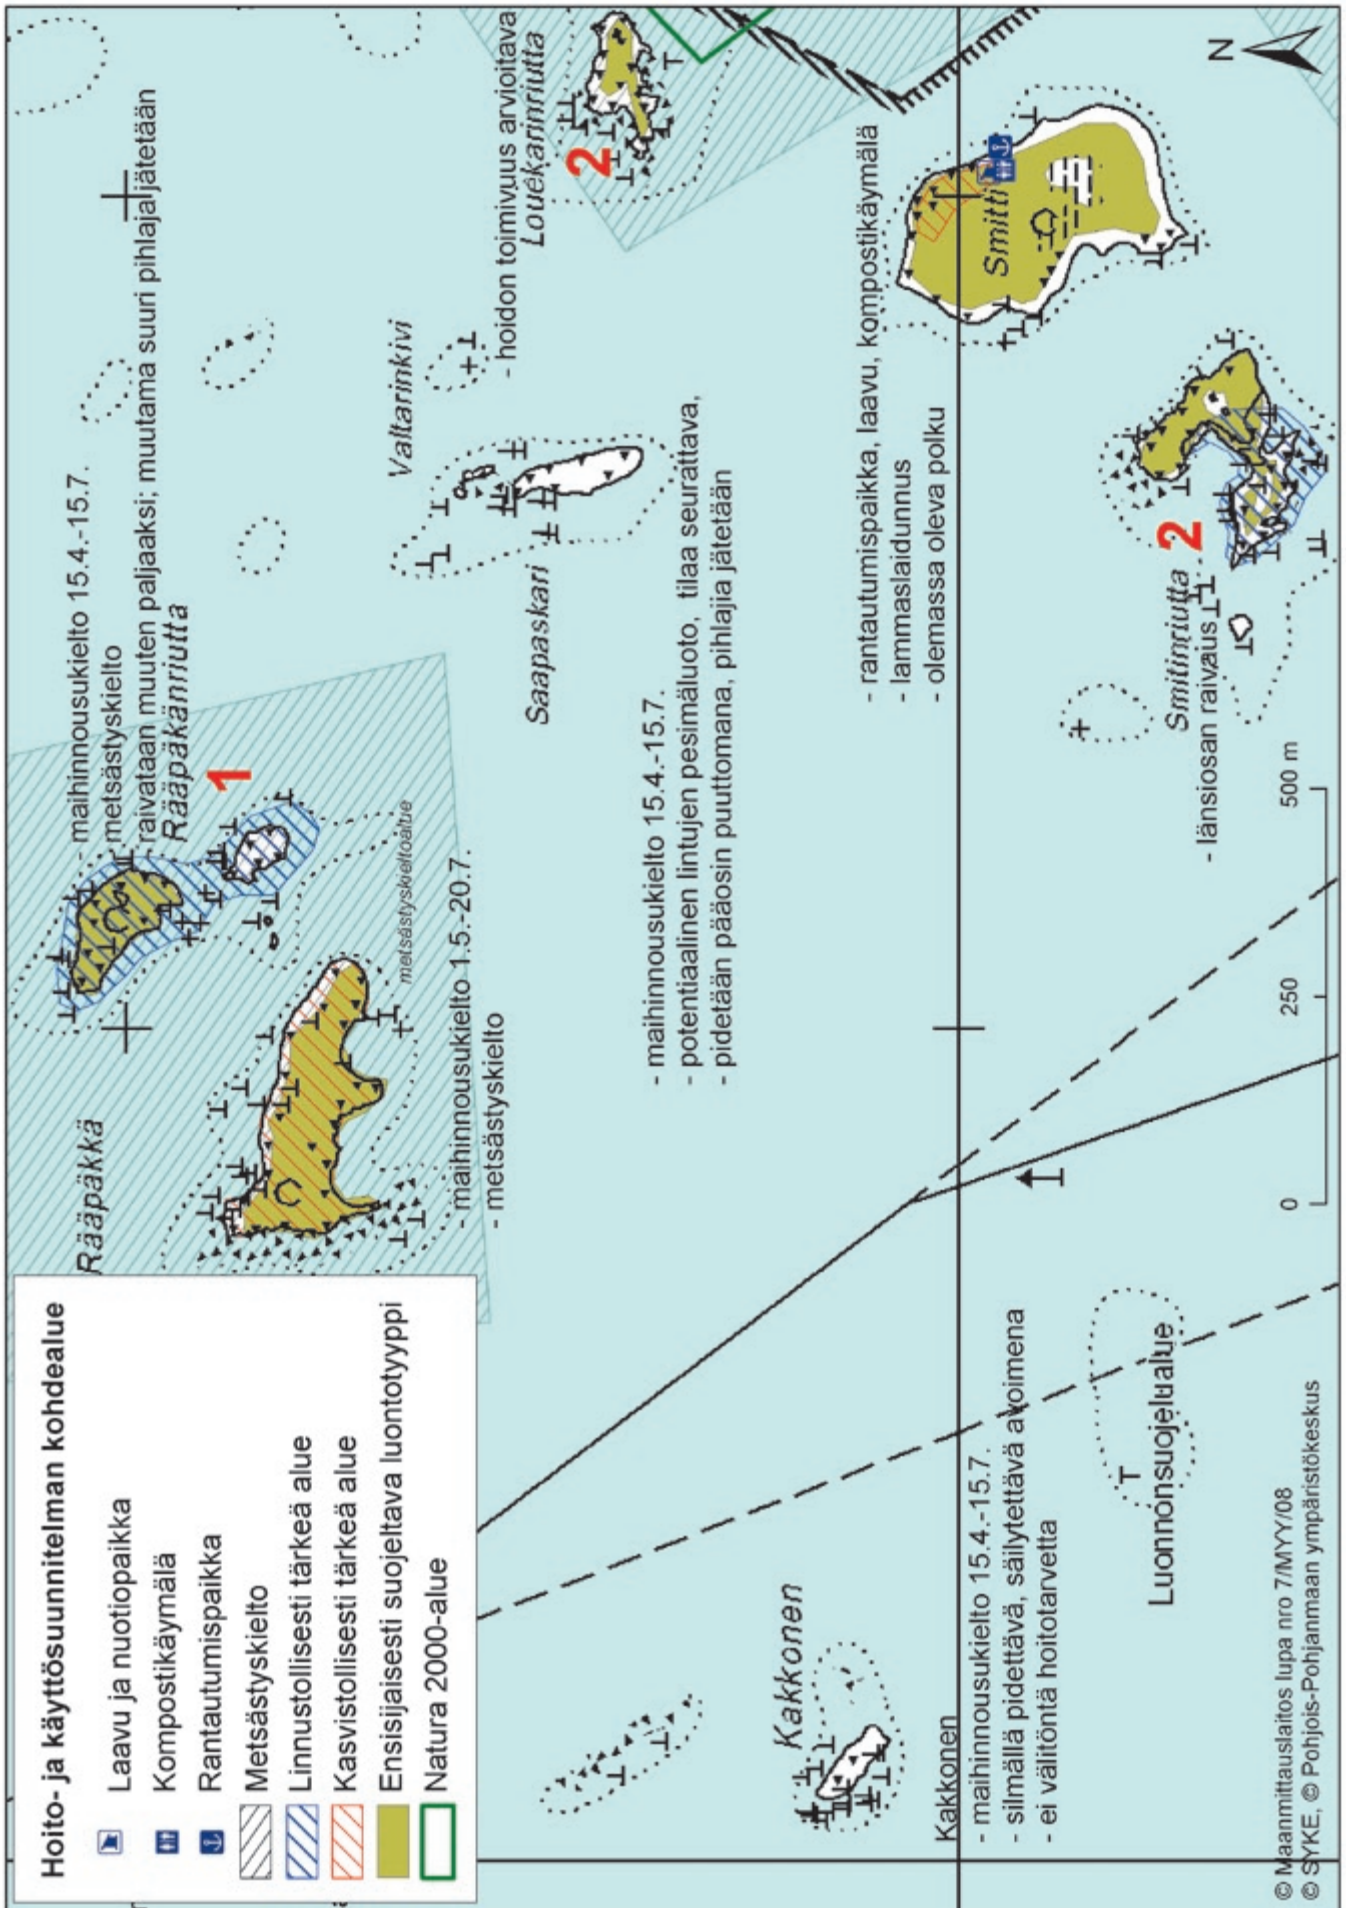 Hoito- ja käyttösuunnitelman kohdealue
Laavu ja nuotiopaikka
Kompostikäymälä
Rantautumispaikka
Metsästyskielto
Linnustollisesti tärkeä alue
Kasvistollisesti tärkeä alue
Ensisijaisesti suojeltava luontotyyppi
Natura 2000-alue
Rääpäkkä
- maihinnousukielto 1.5.-20.7.
- metsästyskielto
metsästyskieltoalue
- maihinnousukielto 15.4.-15.7.
metsästyskielto
raivataan muuten paljaaksi; muutama suuri pihlaja jätetään
Rääpäkänriutta
1
Valtarinkivi
- hoidon toimivuus arvioitava
Louekarinriutta
2
Saapaskari
- maihinnousukielto 15.4.-15.7.
- potentiaalinen lintujen pesimäluoto, tilaa seurattava,
- pidetään pääosin puuttomana, pihlajia jätetään
- rantautumispaikka, laavu, kompostikäymälä
- lammaslaidunnus
- olemassa oleva polku
Smitti
Smitinriutta
2
- länsiosan raivaus
Kakkonen
Kakkonen
- maihinnousukielto 15.4.-15.7.
- silmällä pidettävä, säilytettävä avoimena
- ei välitöntä hoitotarvetta
Luonnonsuojelualue
0 250 500 m
N
© Maanmittauslaitos lupa nro 7/MYY/08
© SYKE, © Pohjois-Pohjanmaan ympäristökeskus